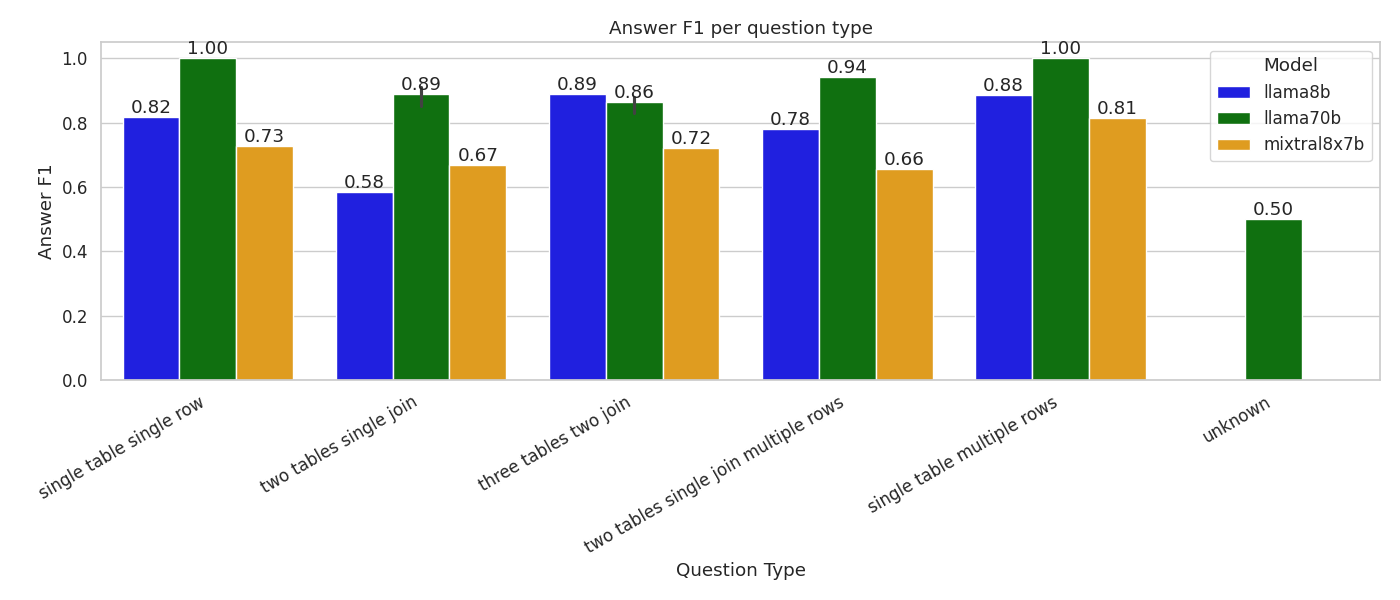 Answer F1 per question type
Answer F1
1.0
0.8
0.6
0.4
0.2
0.0
0.82
1.00
0.73
0.58
0.89
0.67
0.89
0.86
0.72
0.78
0.94
0.66
0.88
1.00
0.81
0.50
Model
llama8b
llama70b
mixtral8x7b
single table single row
two tables single join
three tables two join
two tables single join multiple rows
single table multiple rows
unknown
Question Type